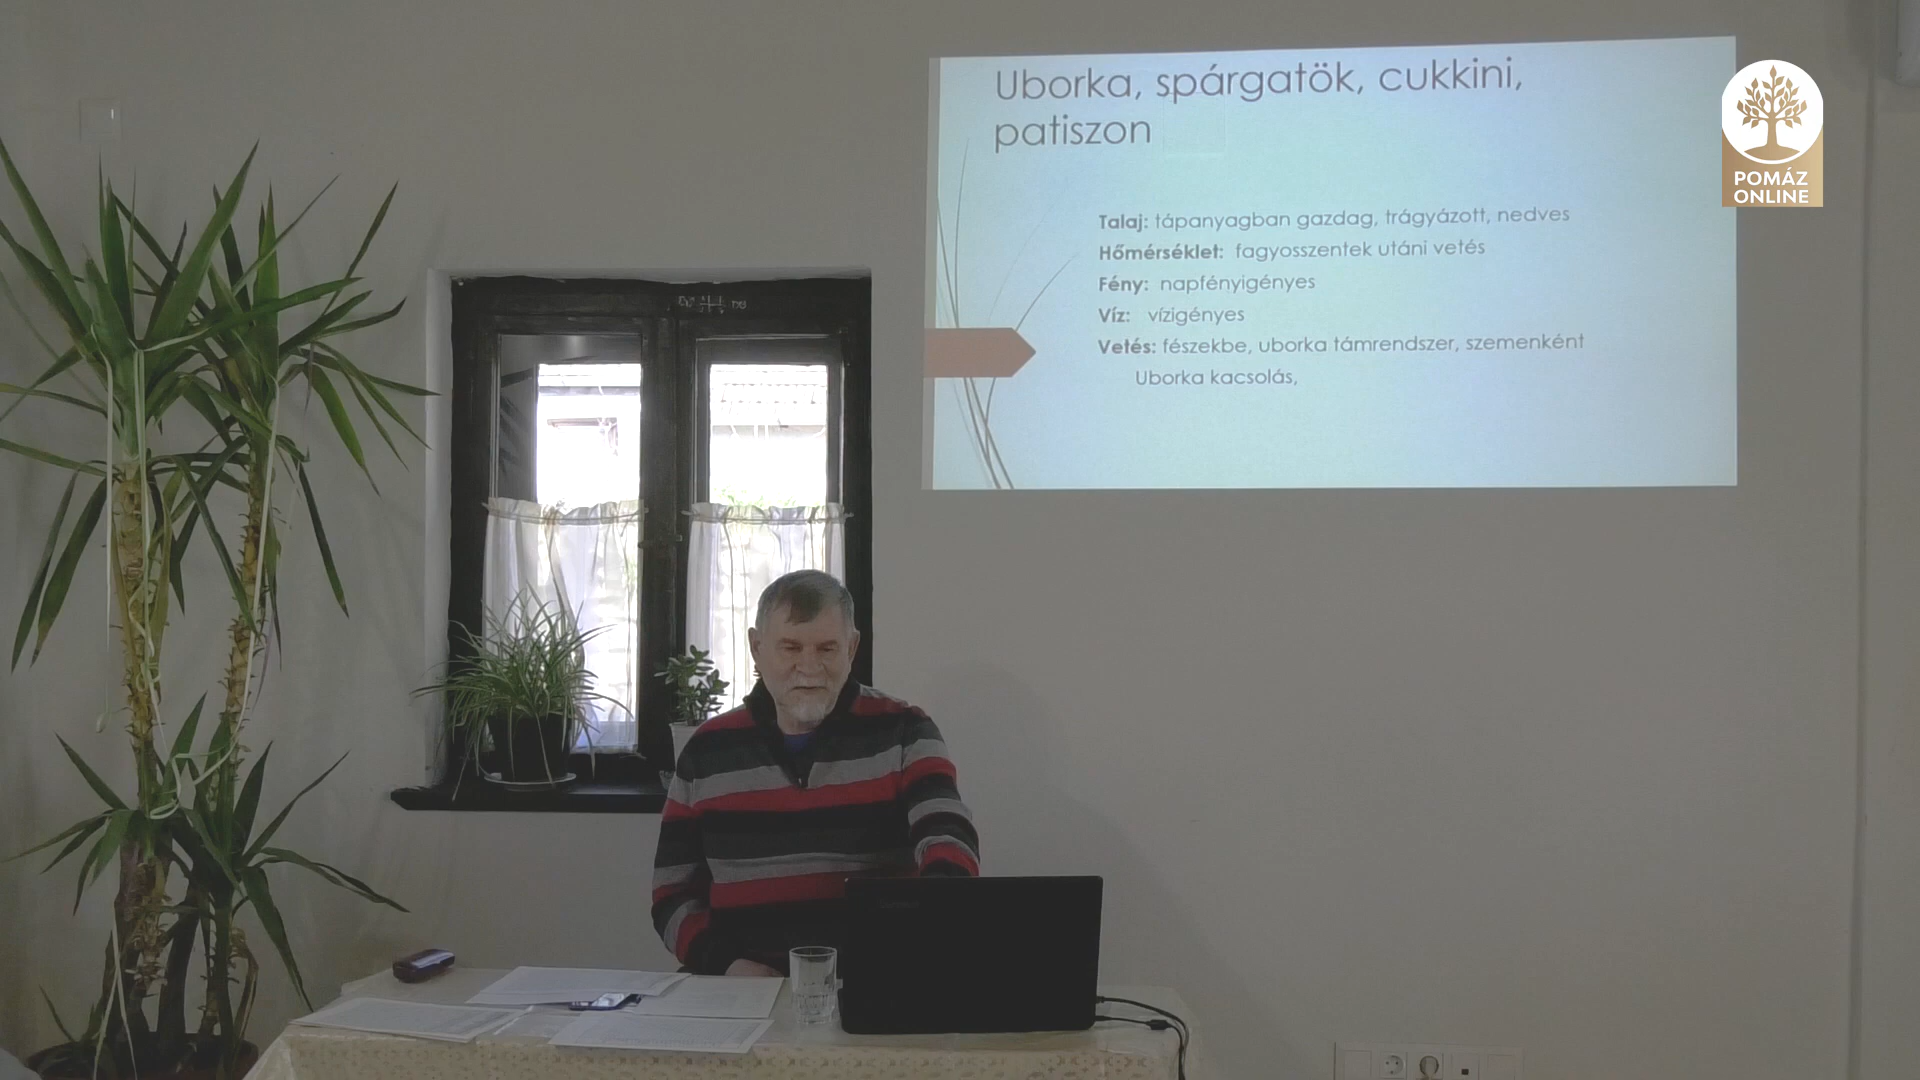 Uborka, spárgatök, cukkini,
patiszon
Talaj: tápanyagban gazdag, trágyázott, nedves
Hőmérséklet: fagyosszentek utáni vetés
Fény: napfényigényes
Víz: vízigényes
Vetés: fészekbe, uborka támrendszer, szemenként
Uborka kacsolás,
POMÁZ
ONLINE